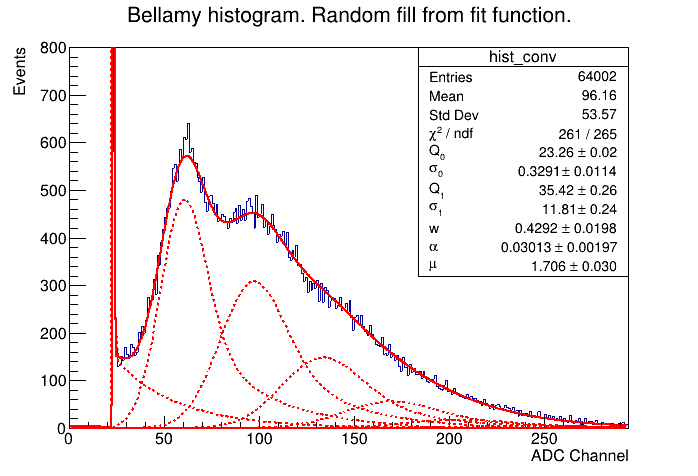 Bellamy histogram. Random fill from fit function.
Events
800
700
600
500
400
300
200
100
0
0 50 100 150 200 250
ADC Channel
hist_conv
Entries 64002
Mean 96.16
Std Dev 53.57
χ² / ndf 261 / 265
Q₀ 23.26 ± 0.02
σ₀ 0.3291 ± 0.0114
Q₁ 35.42 ± 0.26
σ₁ 11.81 ± 0.24
w 0.4292 ± 0.0198
α 0.03013 ± 0.00197
μ 1.706 ± 0.030